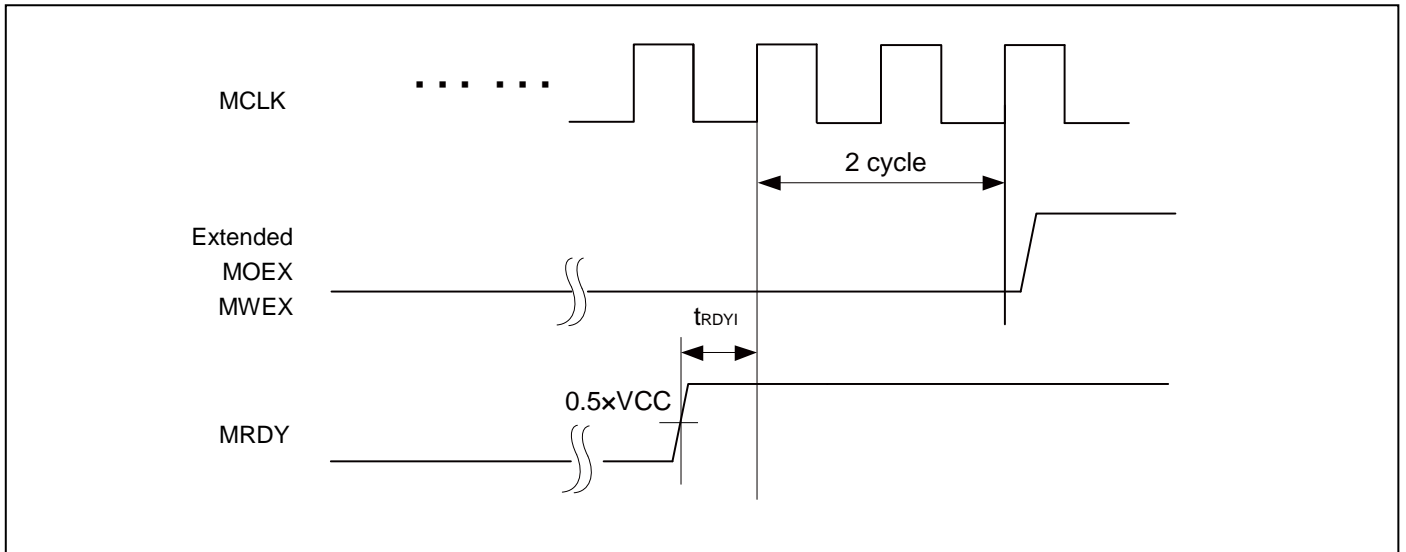 MCLK
2 cycle
Extended
MOEX
MWEX
tRDYI
0.5×VCC
MRDY